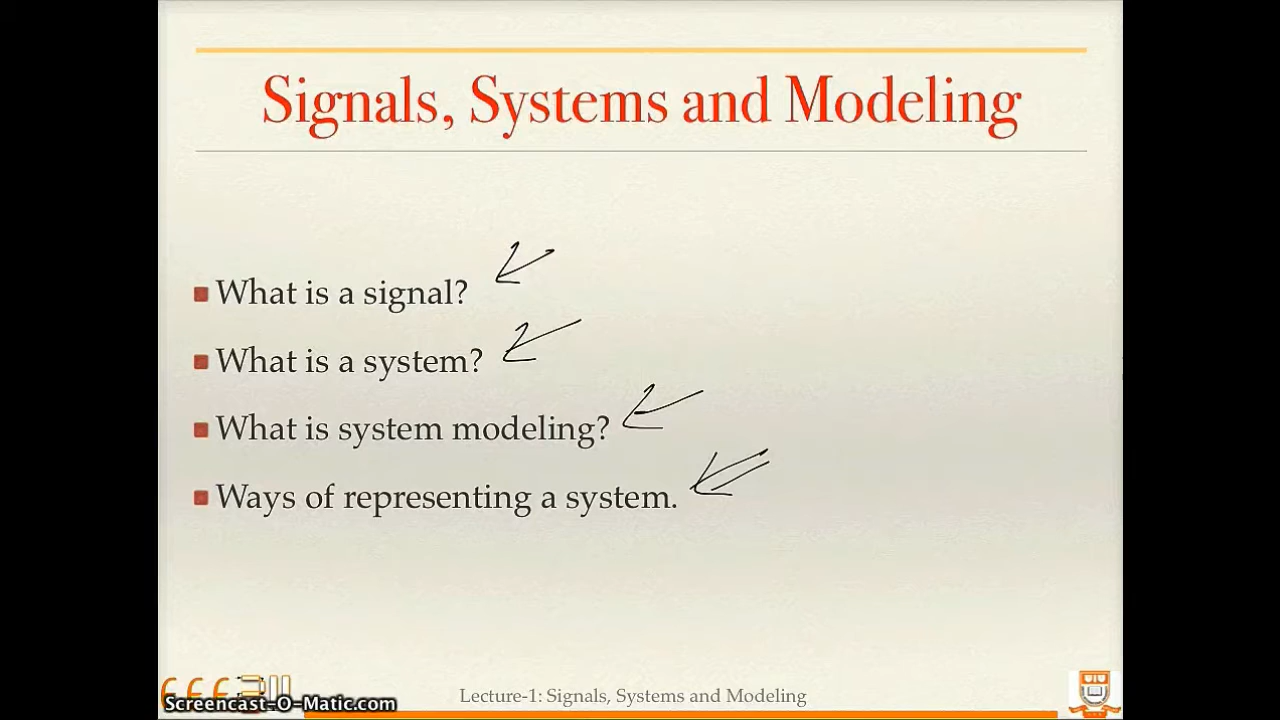 Signals, Systems and Modeling
What is a signal?
What is a system?
What is system modeling?
Ways of representing a system.
Lecture-1: Signals, Systems and Modeling
Screencast-O-Matic.com